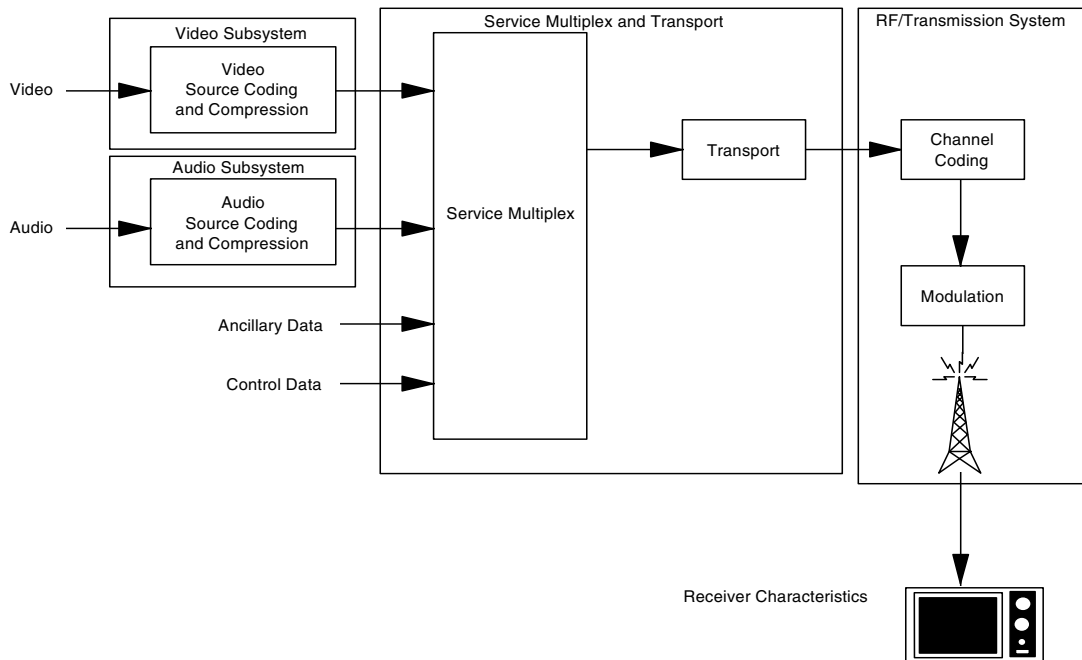 Video Subsystem
Service Multiplex and Transport
RF/Transmission System
Video
Video
Source Coding
and Compression
Audio Subsystem
Audio
Audio
Source Coding
and Compression
Ancillary Data
Control Data
Service Multiplex
Transport
Channel
Coding
Modulation
Receiver Characteristics